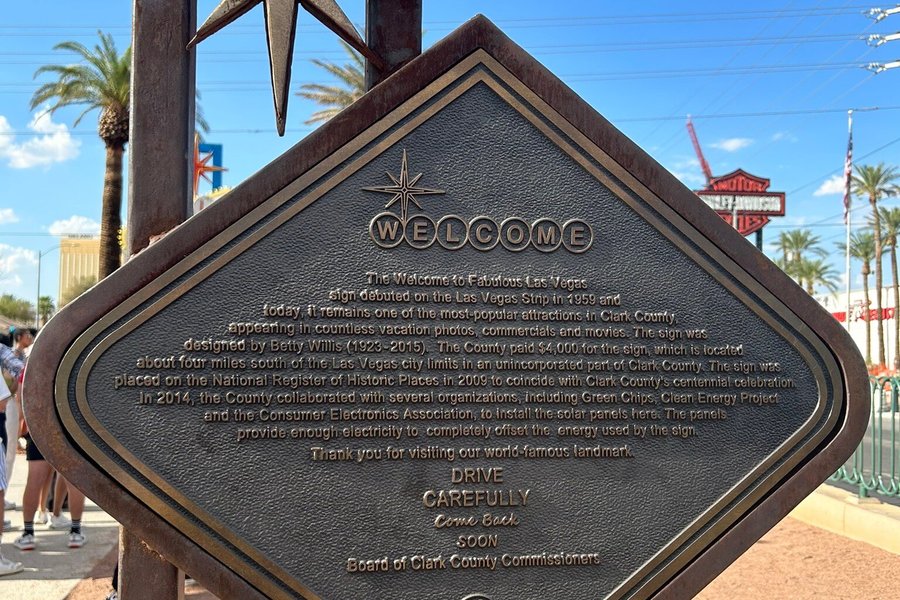 HARLEY-DAVIDSON
WELCOME
The Welcome to Fabulous Las Vegas
sign debuted on the Las Vegas Strip in 1959 and
today, it remains one of the most-popular attractions in Clark County,
appearing in countless vacation photos, commercials and movies. The sign was
designed by Betty Willis (1923-2015). The County paid $4,000 for the sign, which is located
about four miles south of the Las Vegas city limits in an unincorporated part of Clark County. The sign was
placed on the National Register of Historic Places in 2009 to coincide with Clark County's centennial celebration.
In 2014, the County collaborated with several organizations, including Green Chips, Clean Energy Project
and the Consumer Electronics Association, to install the solar panels here. The panels
provide enough electricity to completely offset the energy used by the sign.
Thank you for visiting our world-famous landmark.
DRIVE
CAREFULLY
Come Back
SOON
Board of Clark County Commissioners